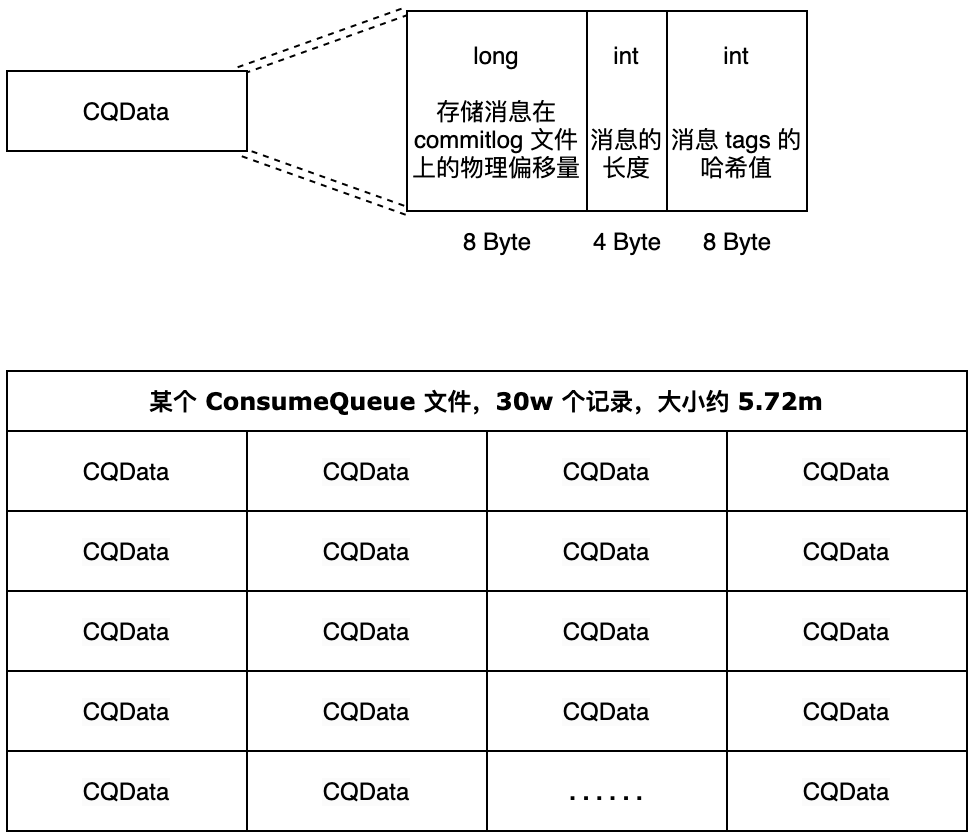 CQData
long
int
int
存储消息在
commitlog 文件
上的物理偏移量
消息的
长度
消息 tags 的
哈希值
8 Byte
4 Byte
8 Byte
某个 ConsumeQueue 文件，30w 个记录，大小约 5.72m
CQData CQData CQData CQData
CQData CQData CQData CQData
CQData CQData CQData CQData
CQData CQData CQData CQData
CQData CQData ...... CQData